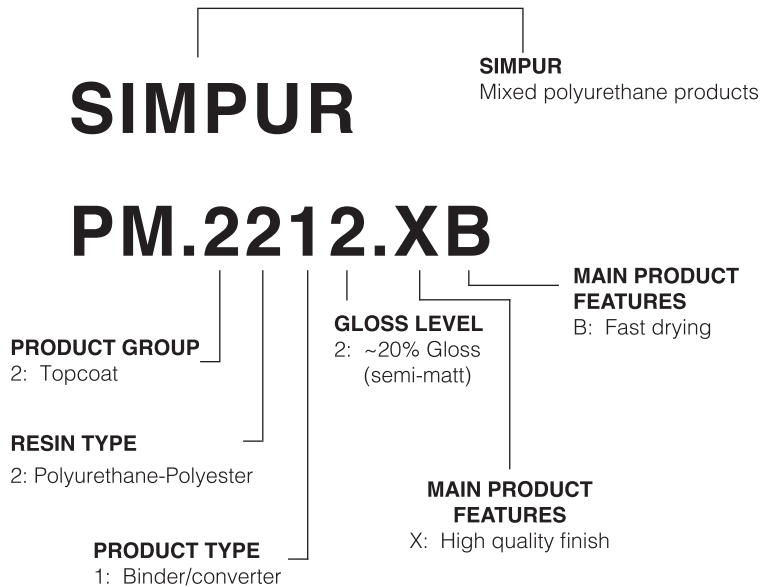 SIMPUR
Mixed polyurethane products
SIMPUR
PM.2212.XB
MAIN PRODUCT
FEATURES
B: Fast drying
GLOSS LEVEL
2: ~20% Gloss
(semi-matt)
PRODUCT GROUP
2: Topcoat
RESIN TYPE
2: Polyurethane-Polyester
MAIN PRODUCT
FEATURES
X: High quality finish
PRODUCT TYPE
1: Binder/converter